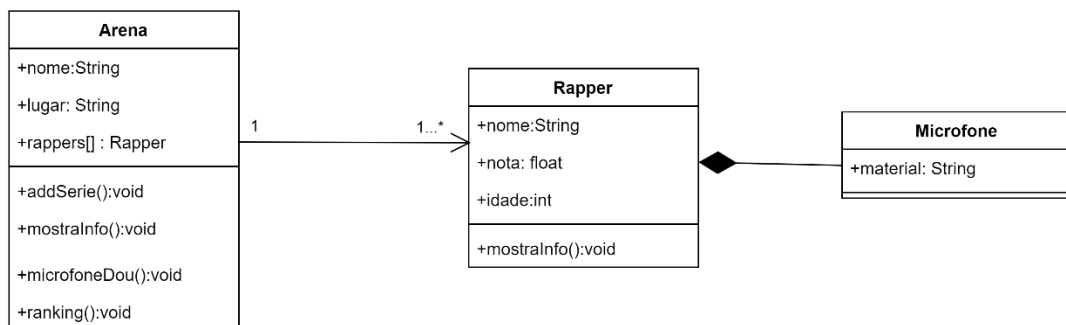 Arena
+nome:String
+lugar: String
+rappers[] : Rapper
+addSerie():void
+mostraInfo():void
+microfoneDou():void
+ranking():void
1
1...*
Rapper
+nome:String
+nota: float
+idade:int
+mostraInfo():void
Microfone
+material: String